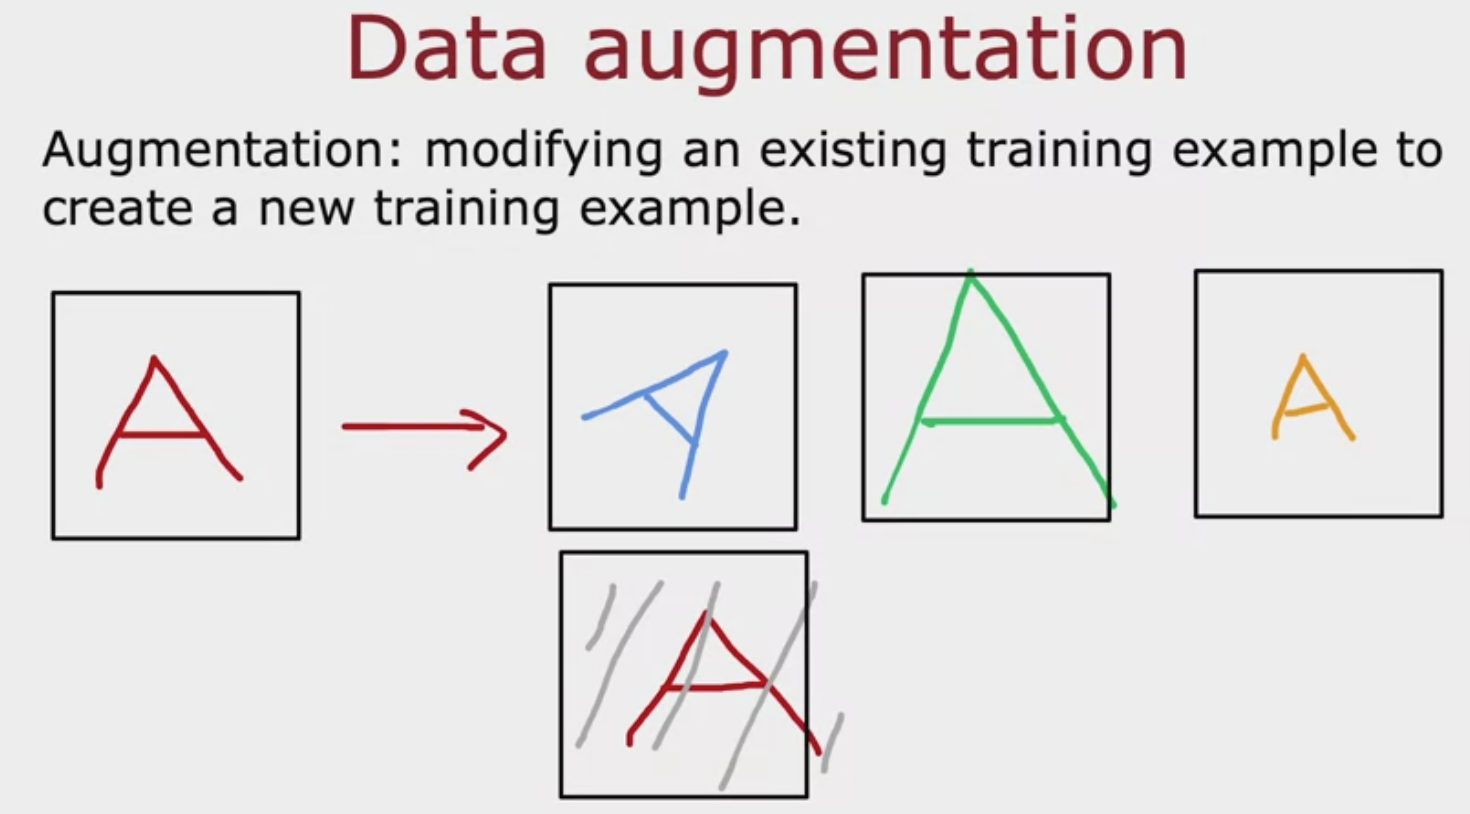 Data augmentation
Augmentation: modifying an existing training example to
create a new training example.
A A A A
A